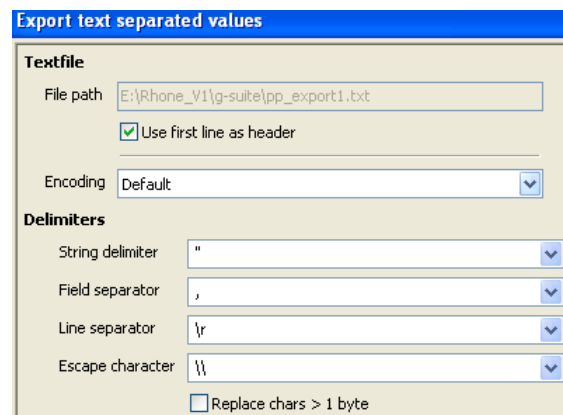 Export text separated values
Textfile
File path E:\Rhone_V1\g-suite\pp_export1.txt
Use first line as header
Encoding Default
Delimiters
String delimiter "
Field separator ,
Line separator \r
Escape character \\
Replace chars > 1 byte